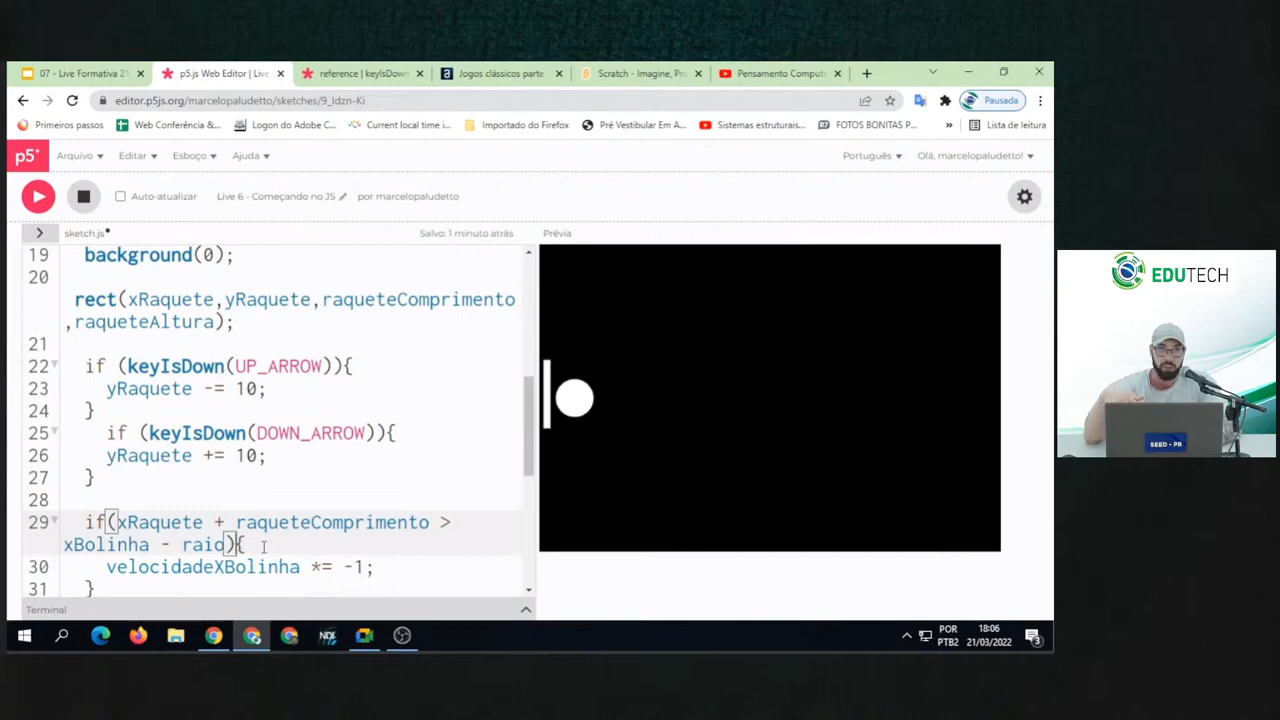 07 - Live Formativa 21
p5.js Web Editor | Live
reference | keyIsDown
Jogos clássicos parte
Scratch - Imagine, Pro
Pensamento Computa
editor.p5js.org/marcelopaludetto/sketches/9_Idzn-Ki
Pausada
Primeiros passos
Web Conferência &...
Logon do Adobe C...
Current local time i...
Importado do Firefox
Pré Vestibular Em A...
Sistemas estruturais...
FOTOS BONITAS P...
»
Lista de leitura
p5*
Arquivo
Editar
Esboço
Ajuda
Português
Olá, marcelopaludetto!
Auto-atualizar
Live 6 - Começando no JS
por marcelopaludetto
sketch.js
Salvo: 1 minuto atrás
Prévia
19 background(0);
20
rect(xRaquete,yRaquete,raqueteComprimento
,raqueteAltura);
21
22 if (keyIsDown(UP_ARROW)){
23 yRaquete -= 10;
24 }
25 if (keyIsDown(DOWN_ARROW)){
26 yRaquete += 10;
27 }
28
29 if(xRaquete + raqueteComprimento >
xBolinha - raio){
30 velocidadeXBolinha *= -1;
31 }
Terminal
NDI
POR
PTB2
18:06
21/03/2022
3
EDUTECH
SEED - PR